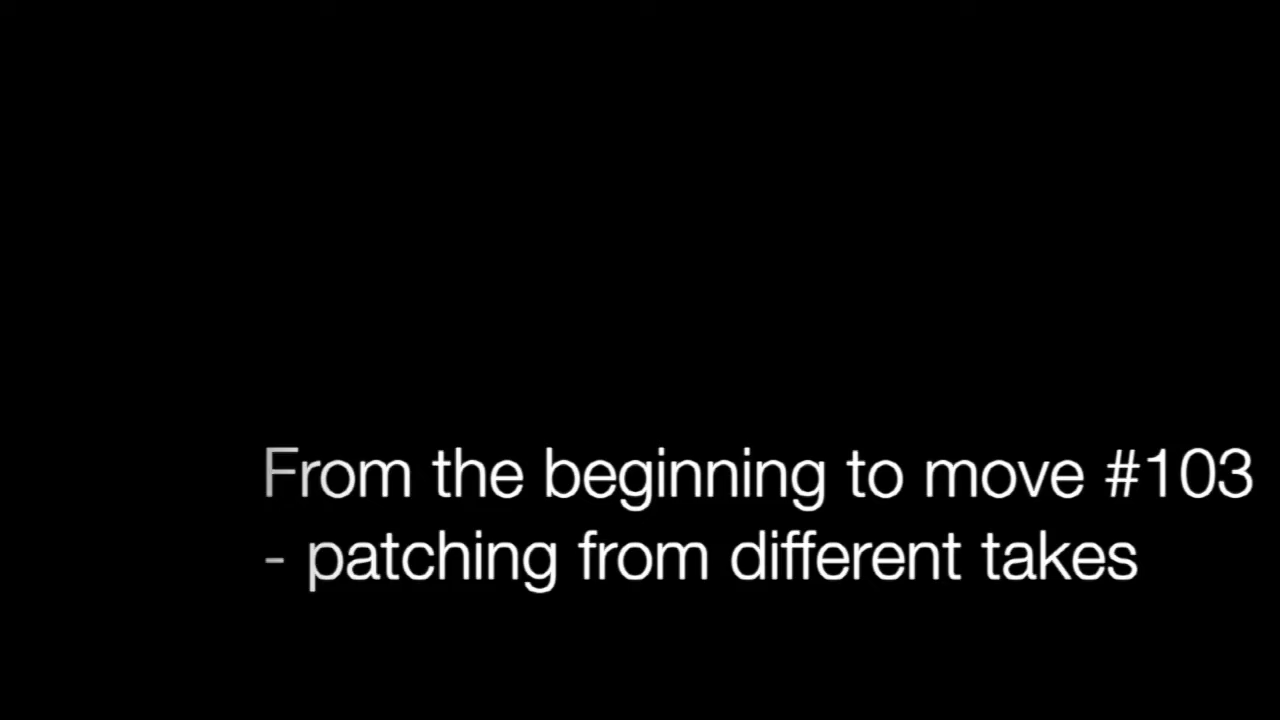 From the beginning to move #103
- patching from different takes